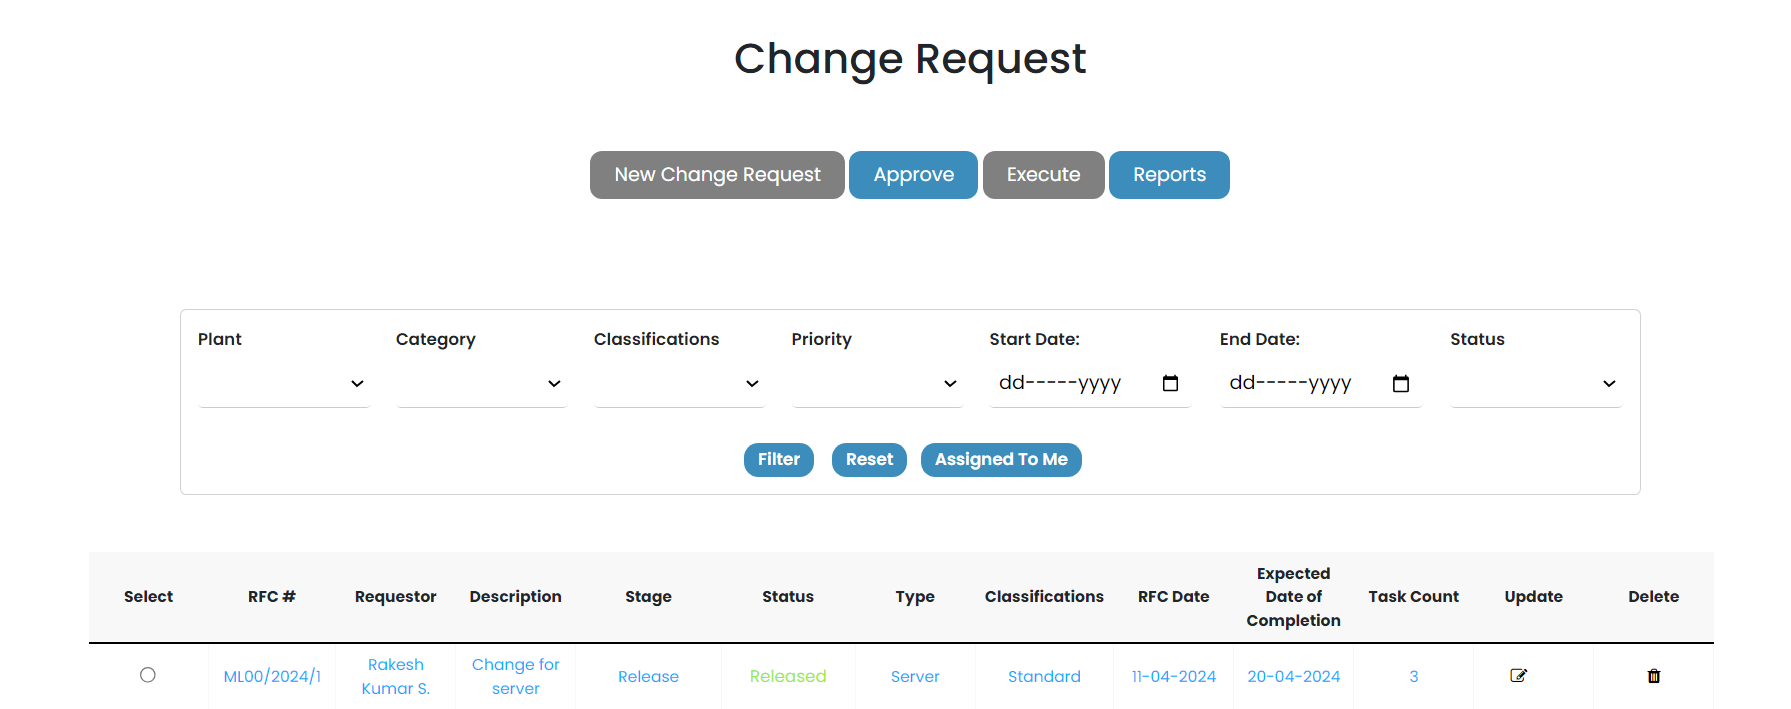 Change Request
New Change Request Approve Execute Reports
Plant Category Classifications Priority Start Date: End Date: Status
dd-----yyyy dd-----yyyy
Filter Reset Assigned To Me
Select RFC # Requestor Description Stage Status Type Classifications RFC Date Expected Date of Completion Task Count Update Delete
ML00/2024/1 Rakesh Kumar S. Change for server Release Released Server Standard 11-04-2024 20-04-2024 3